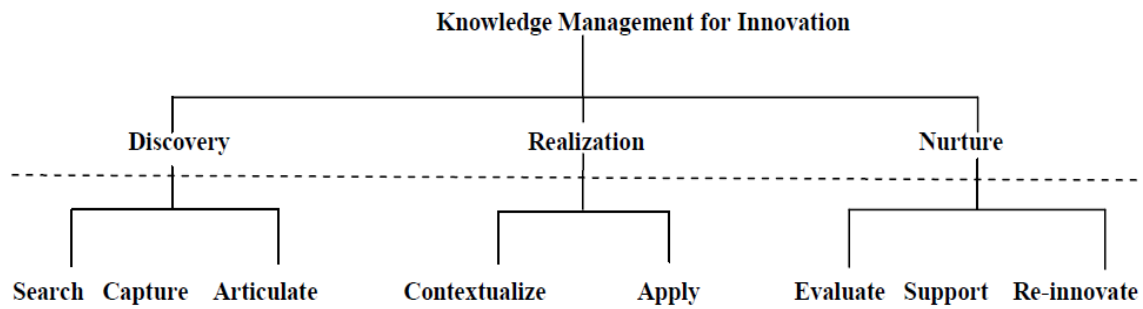 Knowledge Management for Innovation
Discovery Realization Nurture
Search Capture Articulate Contextualize Apply Evaluate Support Re-innovate